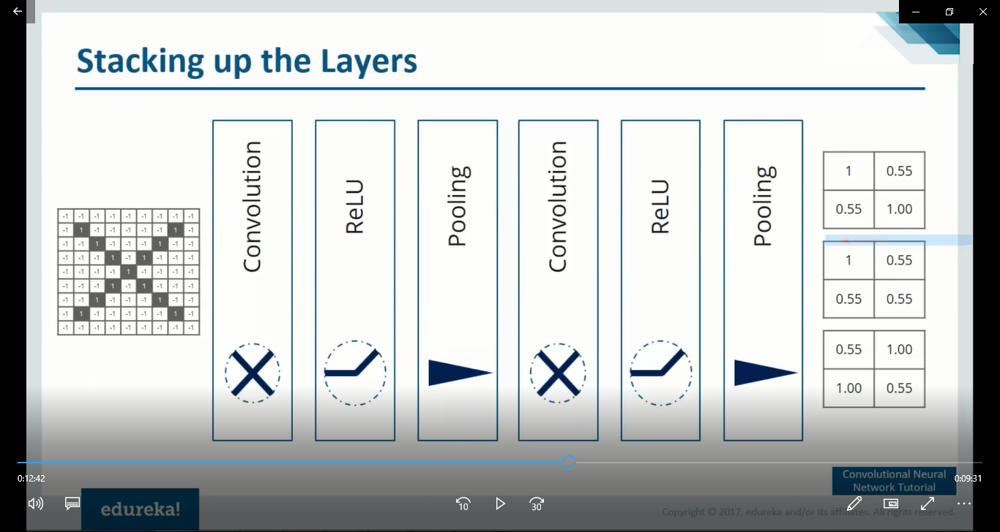 Stacking up the Layers
Convolution
ReLU
Pooling
Convolution
ReLU
Pooling
-1 -1 -1 -1 -1 -1 -1 -1 -1
-1 1 -1 -1 -1 -1 -1 1 -1
-1 -1 1 -1 -1 -1 1 -1 -1
-1 -1 -1 1 -1 1 -1 -1 -1
-1 -1 -1 -1 1 -1 -1 -1 -1
-1 -1 -1 1 -1 1 -1 -1 -1
-1 -1 1 -1 -1 -1 1 -1 -1
-1 1 -1 -1 -1 -1 -1 1 -1
-1 -1 -1 -1 -1 -1 -1 -1 -1
1 0.55
0.55 1.00
1 0.55
0.55 0.55
0.55 1.00
1.00 0.55
0:12:42
0:09:31
Convolutional Neural
Network Tutorial
10
30
edureka!
Copyright © 2017, edureka and/or its affiliates. All rights reserved.